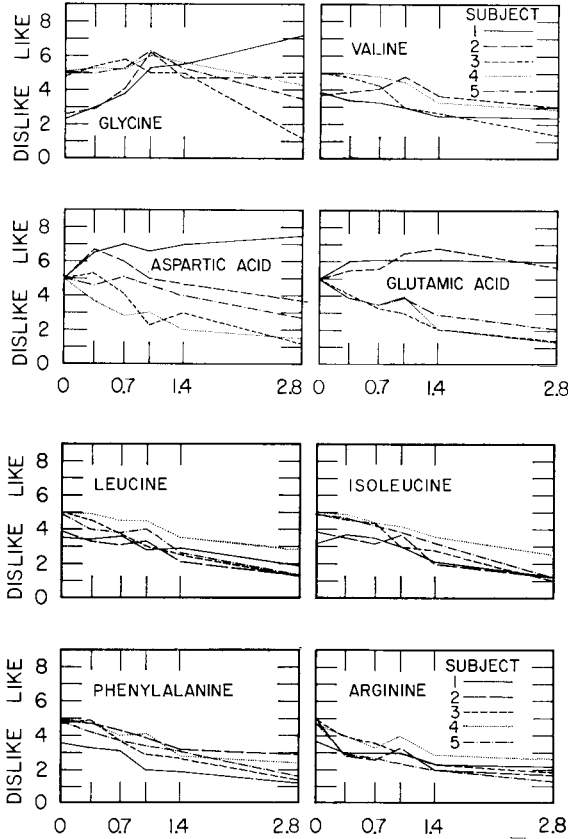 DISLIKE LIKE
8
6
4
2
0
GLYCINE
VALINE
SUBJECT
1
2
3
4
5
DISLIKE LIKE
8
6
4
2
0
ASPARTIC ACID
GLUTAMIC ACID
0 0.7 1.4 2.8
0 0.7 1.4 2.8
DISLIKE LIKE
8
6
4
2
0
LEUCINE
ISOLEUCINE
DISLIKE LIKE
8
6
4
2
0
PHENYLALANINE
ARGININE
SUBJECT
1
2
3
4
5
0 0.7 1.4 2.8
0 0.7 1.4 2.8